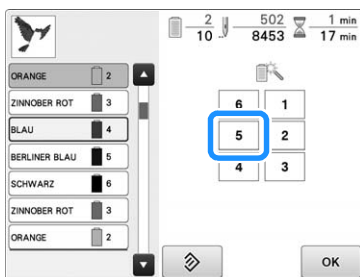 2 502 1 min
10 8453 17 min
ORANGE 2
ZINNOBER ROT 3
BLAU 4
BERLINER BLAU 5
SCHWARZ 6
ZINNOBER ROT 3
ORANGE 2
6 1
5 2
4 3
OK